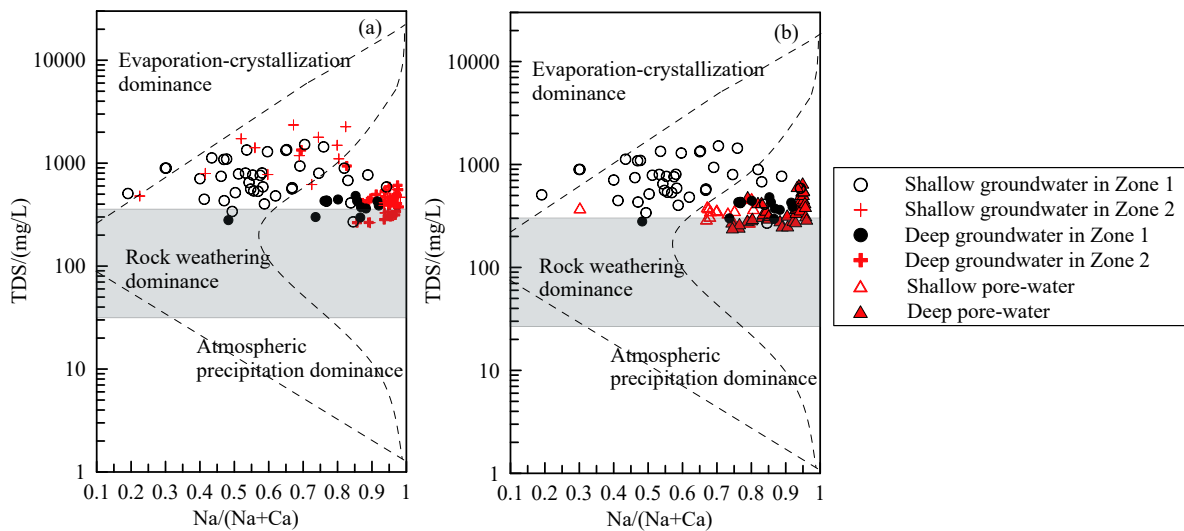 (a)
Evaporation-crystallization
dominance
Rock weathering
dominance
Atmospheric
precipitation dominance
TDS/(mg/L)
10000
1000
100
10
1
0.1 0.2 0.3 0.4 0.5 0.6 0.7 0.8 0.9 1
Na/(Na+Ca)
(b)
Evaporation-crystallization
dominance
Rock weathering
dominance
Atmospheric
precipitation dominance
TDS/(mg/L)
10000
1000
100
10
1
0.1 0.2 0.3 0.4 0.5 0.6 0.7 0.8 0.9 1
Na/(Na+Ca)
Shallow groundwater in Zone 1
Shallow groundwater in Zone 2
Deep groundwater in Zone 1
Deep groundwater in Zone 2
Shallow pore-water
Deep pore-water